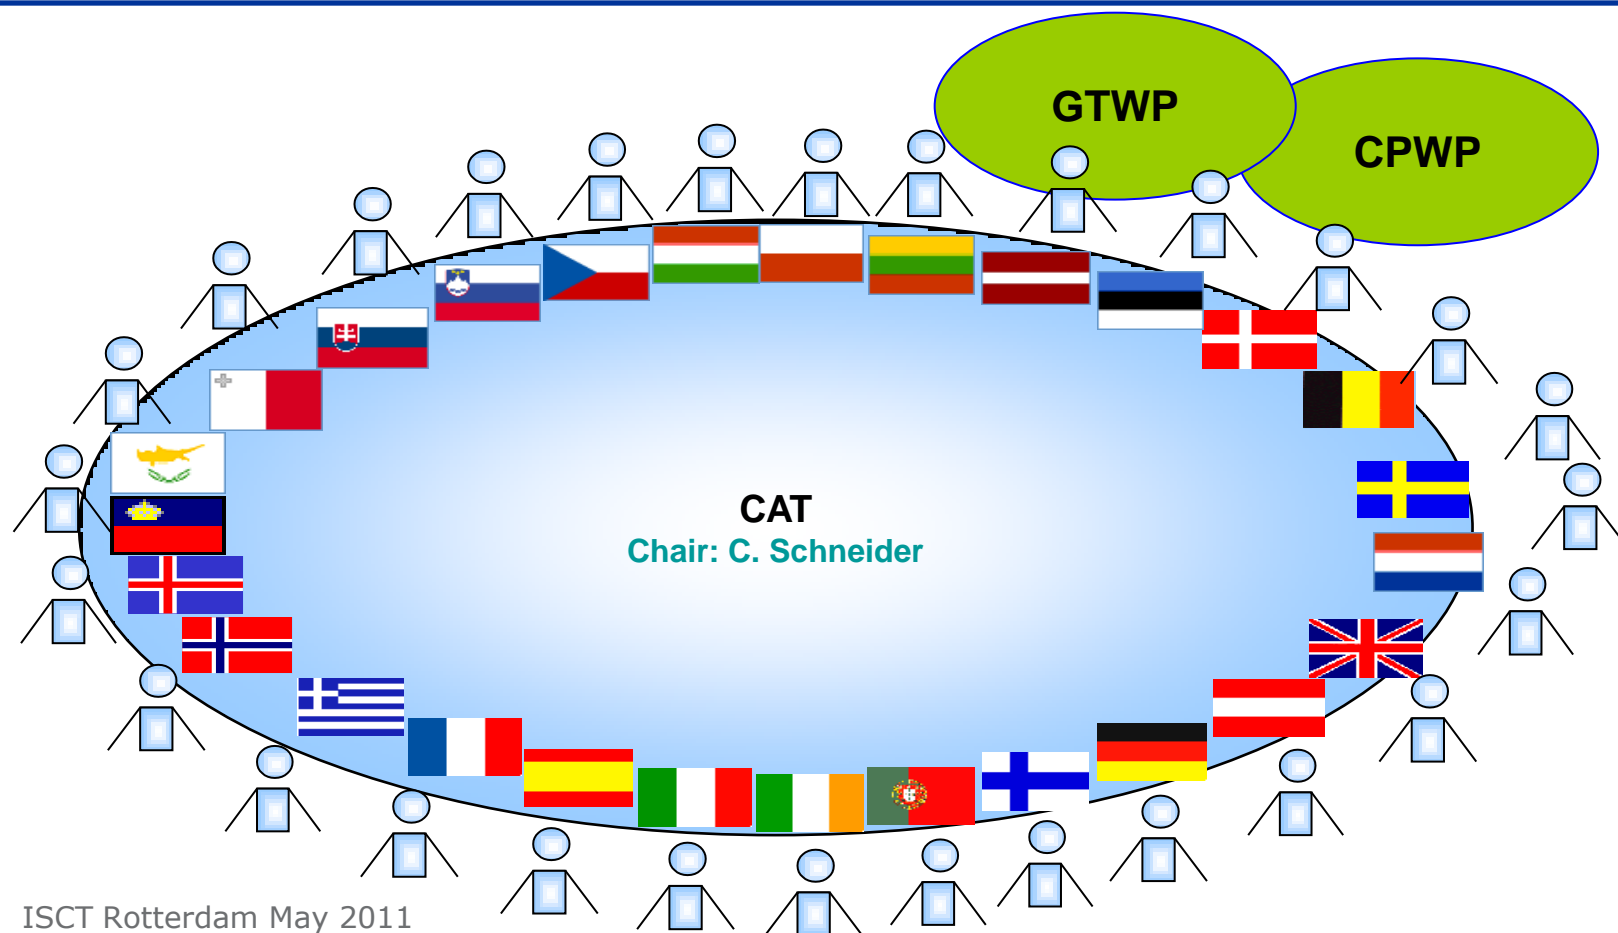 GTWP
CPWP
CAT
Chair: C. Schneider
ISCT Rotterdam May 2011